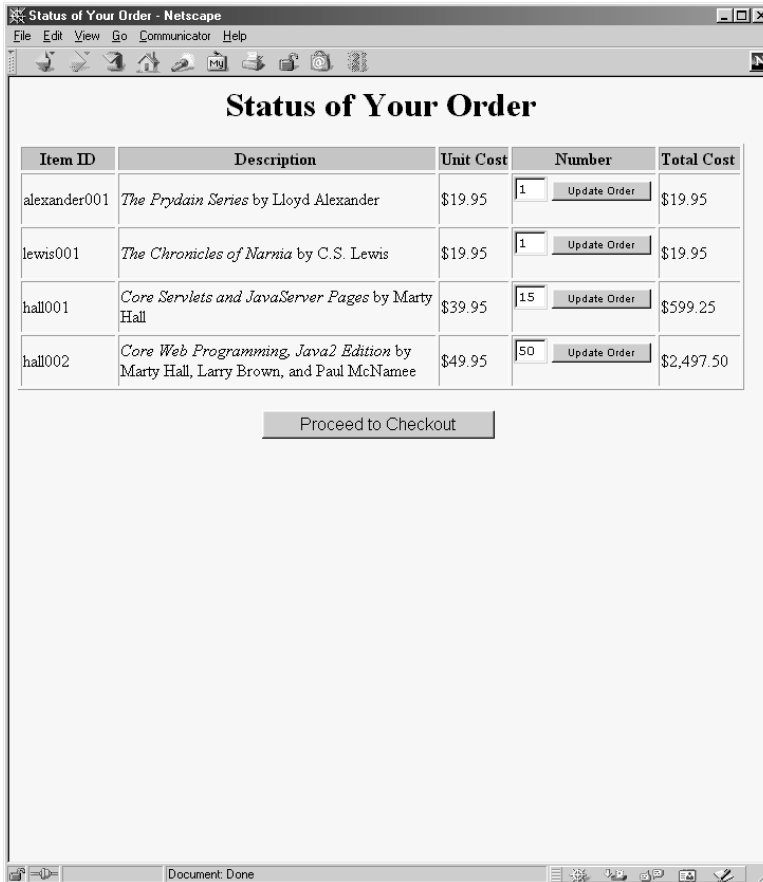 Status of Your Order - Netscape
File Edit View Go Communicator Help
My
N
Status of Your Order
Item ID Description Unit Cost Number Total Cost
alexander001 The Prydain Series by Lloyd Alexander $19.95 1 Update Order $19.95
lewis001 The Chronicles of Narnia by C.S. Lewis $19.95 1 Update Order $19.95
hall001 Core Servlets and JavaServer Pages by Marty
Hall $39.95 15 Update Order $599.25
hall002 Core Web Programming, Java2 Edition by
Marty Hall, Larry Brown, and Paul McNamee $49.95 50 Update Order $2,497.50
Proceed to Checkout
Document: Done